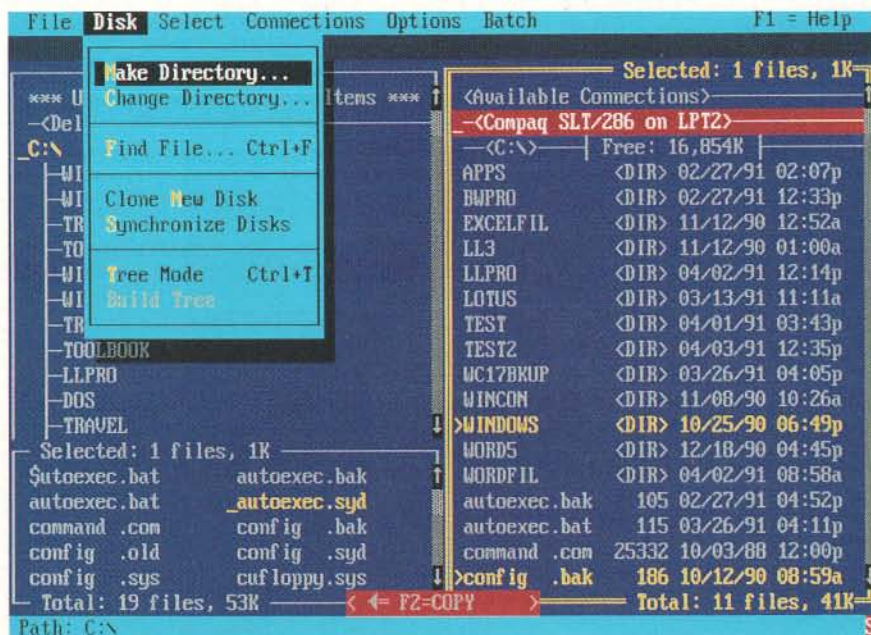 File Disk Select Connections Options Batch F1 = Help
Make Directory...
Change Directory...
Find File... Ctrl+F
Clone New Disk
Synchronize Disks
Tree Mode Ctrl+T
Build Tree
*** U Items ***
<Del
C:\
WI
WI
TR
TO
WI
WI
TR
TOOLBOOK
LLPRO
DOS
TRAVEL
Selected: 1 files, 1K
$utoexec.bat autoexec.bak
autoexec.bat _autoexec.syd
command .com config .bak
config .old config .syd
config .sys cufloppy.sys
Total: 19 files, 53K
Selected: 1 files, 1K
<Available Connections>
<Compaq SLT/286 on LPT2>
<C:\> Free: 16,854K
APPS <DIR> 02/27/91 02:07p
BWPRO <DIR> 02/27/91 12:33p
EXCELFIL <DIR> 11/12/90 12:52a
LL3 <DIR> 11/12/90 01:00a
LLPRO <DIR> 04/02/91 12:14p
LOTUS <DIR> 03/13/91 11:11a
TEST <DIR> 04/01/91 03:43p
TEST2 <DIR> 04/03/91 12:35p
WC17BKUP <DIR> 03/26/91 04:05p
WINCON <DIR> 11/08/90 10:26a
>WINDOWS <DIR> 10/25/90 06:49p
WORD5 <DIR> 12/18/90 04:45p
WORDFIL <DIR> 04/02/91 08:58a
autoexec.bak 105 02/27/91 04:52p
autoexec.bat 115 03/26/91 04:11p
command .com 25332 10/03/88 12:00p
>config .bak 186 10/12/90 08:59a
Total: 11 files, 41K
< ← F2=COPY >
Path: C:\
S